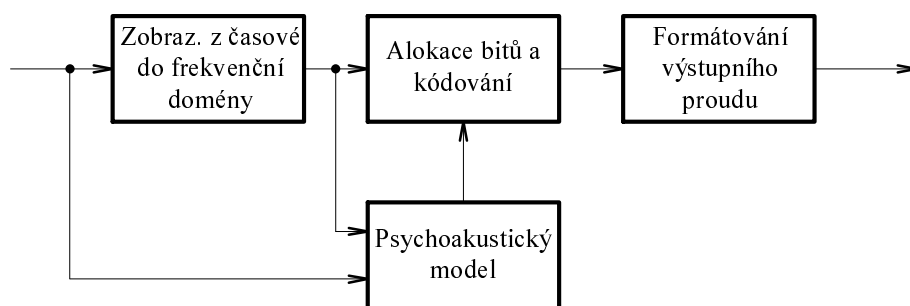 Zobraz. z časové
do frekvenční
domény
Alokace bitů a
kódování
Formátování
výstupního
proudu
Psychoakustický
model